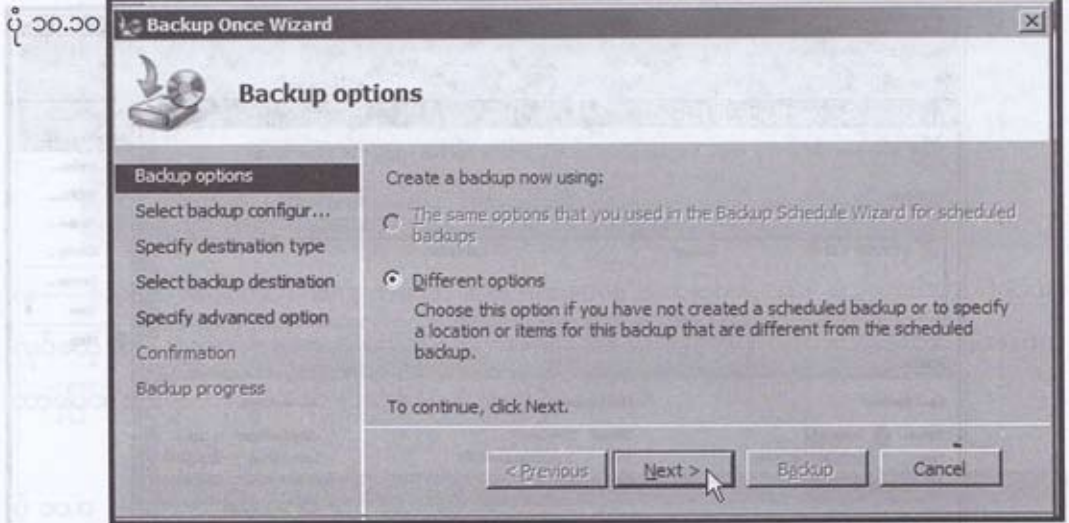 ပုံ ၁၁.၁၁
Backup Once Wizard
Backup options
Backup options
Select backup configur...
Specify destination type
Select backup destination
Specify advanced option
Confirmation
Backup progress
Create a backup now using:
The same options that you used in the Backup Schedule Wizard for scheduled
backups
Different options
Choose this option if you have not created a scheduled backup or to specify
a location or items for this backup that are different from the scheduled
backup.
To continue, click Next.
< Previous
Next >
Backup
Cancel